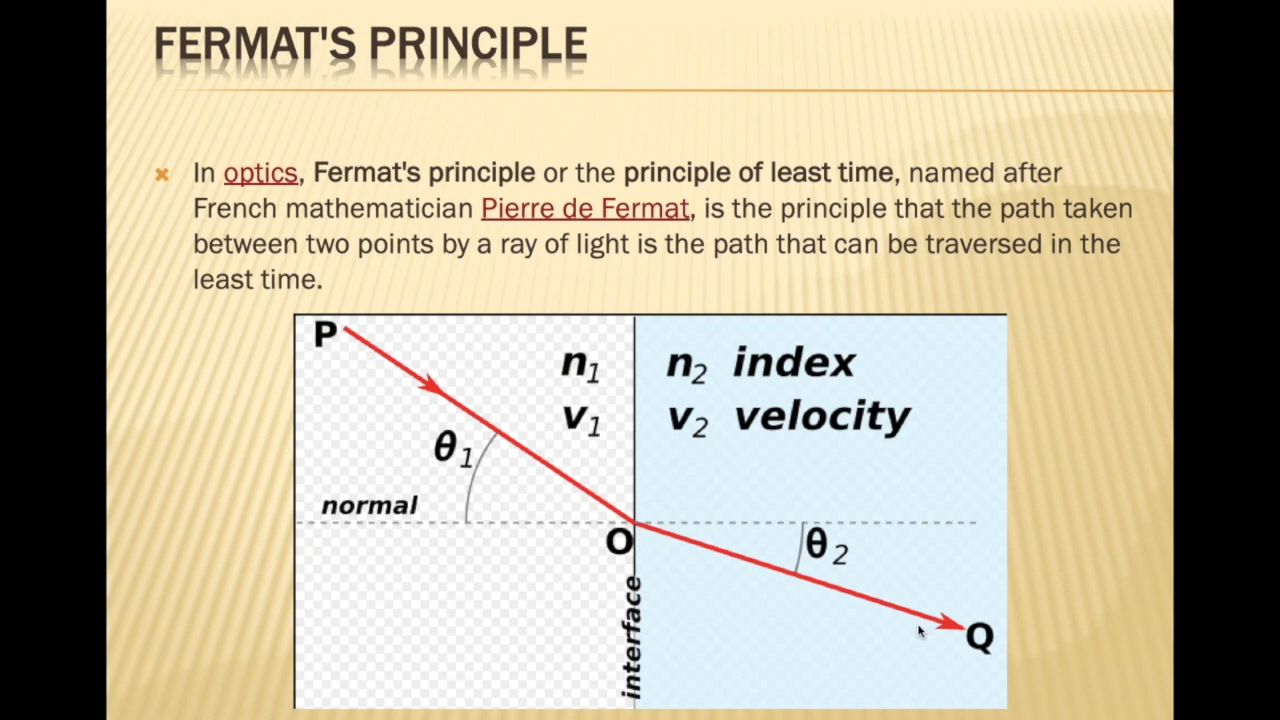 FERMAT'S PRINCIPLE
In optics, Fermat's principle or the principle of least time, named after
French mathematician Pierre de Fermat, is the principle that the path taken
between two points by a ray of light is the path that can be traversed in the
least time.
P
n1
n2 index
v1
v2 velocity
θ1
normal
O
θ2
interface
Q